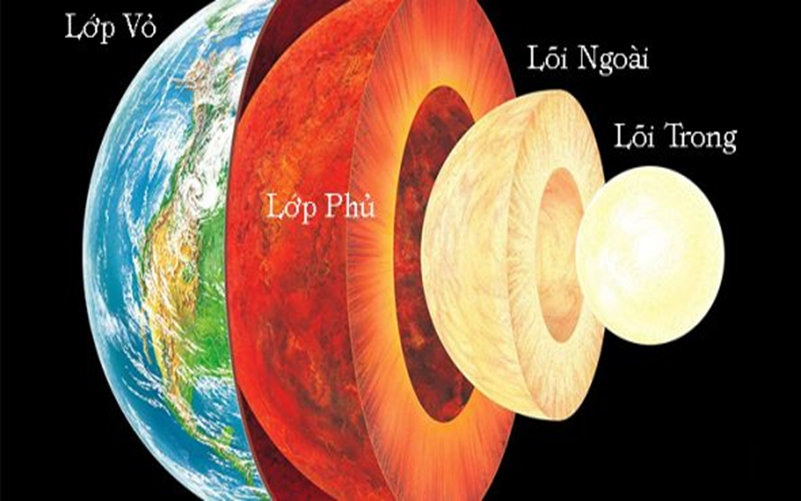 Lớp Vỏ
Lõi Ngoài
Lõi Trong
Lớp Phủ